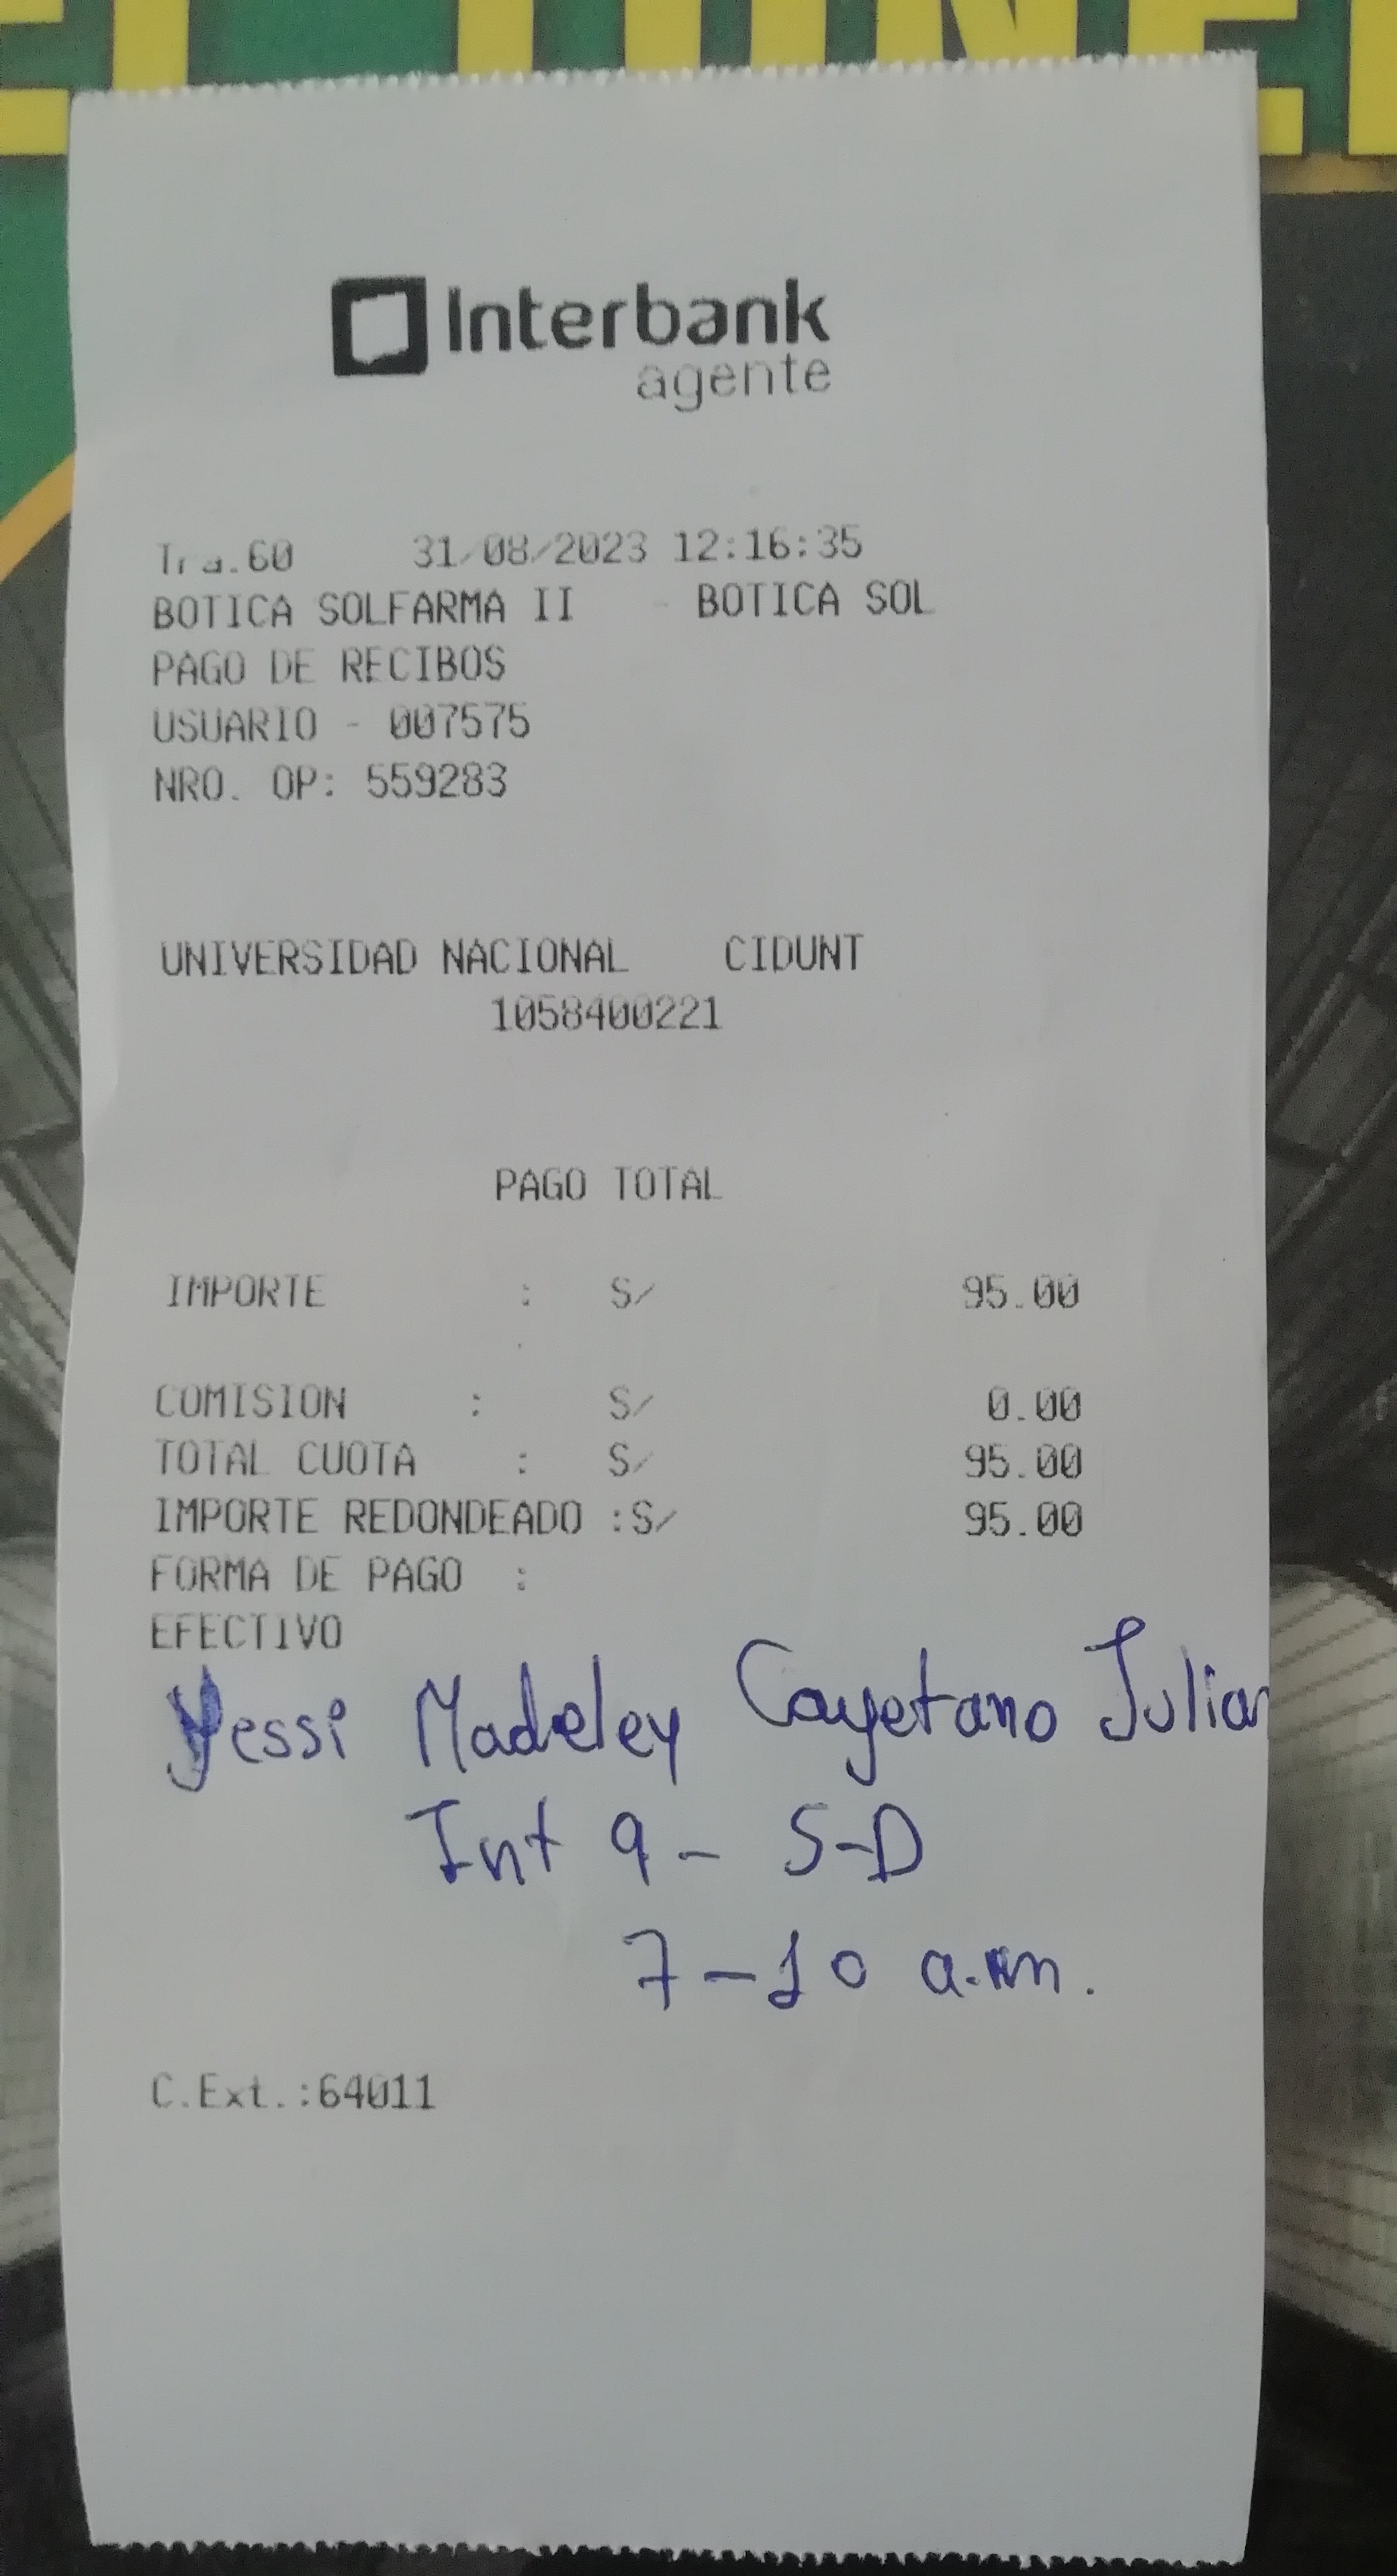 Interbank
agente
Tra.60 31/08/2023 12:16:35
BOTICA SOLFARMA II - BOTICA SOL
PAGO DE RECIBOS
USUARIO - 007575
NRO. OP: 559283
UNIVERSIDAD NACIONAL CIDUNT
1058400221
PAGO TOTAL
IMPORTE : S/ 95.00
COMISION : S/ 0.00
TOTAL CUOTA : S/ 95.00
IMPORTE REDONDEADO :S/ 95.00
FORMA DE PAGO :
EFECTIVO
Yessi Madeley Cayetano Julian
Int 9 - S-D
7-10 a.m.
C.Ext.:64011